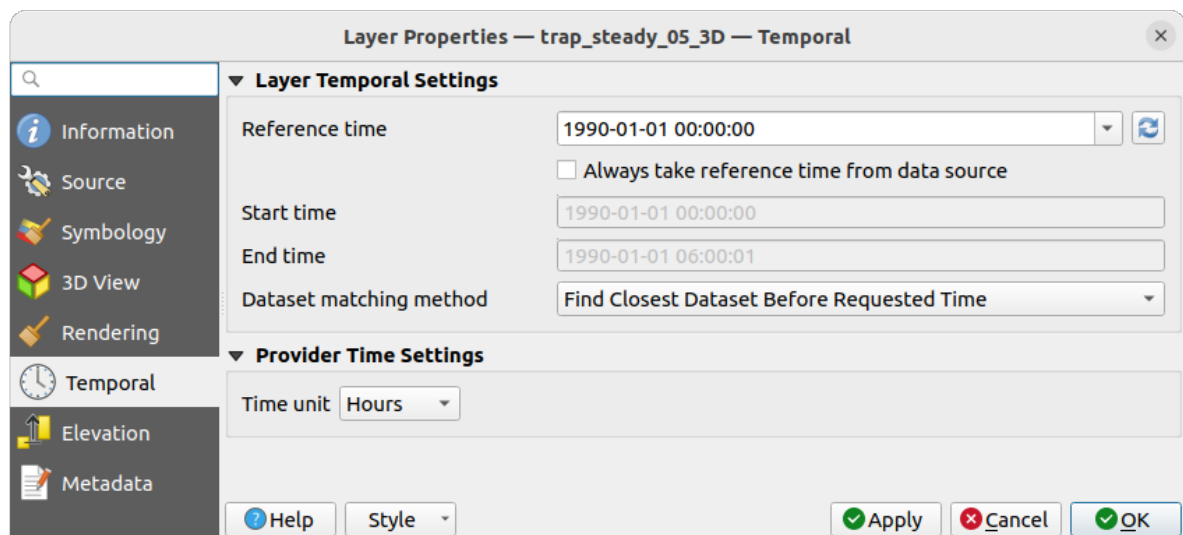 Layer Properties — trap_steady_05_3D — Temporal
Information
Source
Symbology
3D View
Rendering
Temporal
Elevation
Metadata
Layer Temporal Settings
Reference time 1990-01-01 00:00:00
Always take reference time from data source
Start time 1990-01-01 00:00:00
End time 1990-01-01 06:00:01
Dataset matching method Find Closest Dataset Before Requested Time
Provider Time Settings
Time unit Hours
Help Style Apply Cancel OK